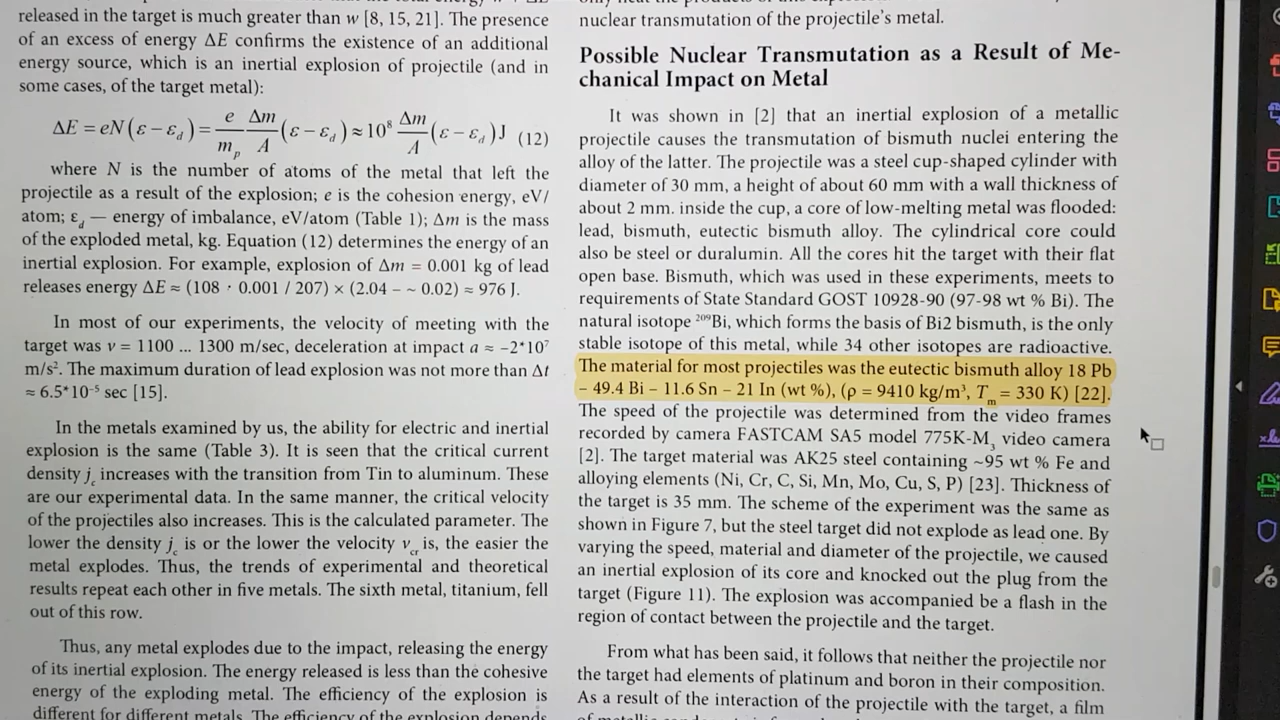 released in the target is much greater than w [8, 15, 21]. The presence
of an excess of energy ΔE confirms the existence of an additional
energy source, which is an inertial explosion of projectile (and in
some cases, of the target metal):
ΔE = eN(ε − ε_d) = e/m_p Δm/A (ε − ε_d) ≈ 10⁸ Δm/A (ε − ε_d) J (12)
where N is the number of atoms of the metal that left the
projectile as a result of the explosion; e is the cohesion energy, eV/
atom; ε_d — energy of imbalance, eV/atom (Table 1); Δm is the mass
of the exploded metal, kg. Equation (12) determines the energy of an
inertial explosion. For example, explosion of Δm = 0.001 kg of lead
releases energy ΔE ≈ (108 · 0.001 / 207) × (2.04 – ~ 0.02) ≈ 976 J.
In most of our experiments, the velocity of meeting with the
target was v = 1100 ... 1300 m/sec, deceleration at impact a ≈ -2*10⁷
m/s². The maximum duration of lead explosion was not more than Δt
≈ 6.5*10⁻⁵ sec [15].
In the metals examined by us, the ability for electric and inertial
explosion is the same (Table 3). It is seen that the critical current
density j_c increases with the transition from Tin to aluminum. These
are our experimental data. In the same manner, the critical velocity
of the projectiles also increases. This is the calculated parameter. The
lower the density j_c is or the lower the velocity v_cr is, the easier the
metal explodes. Thus, the trends of experimental and theoretical
results repeat each other in five metals. The sixth metal, titanium, fell
out of this row.
Thus, any metal explodes due to the impact, releasing the energy
of its inertial explosion. The energy released is less than the cohesive
energy of the exploding metal. The efficiency of the explosion is
different for different metals. The efficiency of the explosion depends
nuclear transmutation of the projectile's metal.
Possible Nuclear Transmutation as a Result of Me-
chanical Impact on Metal
It was shown in [2] that an inertial explosion of a metallic
projectile causes the transmutation of bismuth nuclei entering the
alloy of the latter. The projectile was a steel cup-shaped cylinder with
diameter of 30 mm, a height of about 60 mm with a wall thickness of
about 2 mm. inside the cup, a core of low-melting metal was flooded:
lead, bismuth, eutectic bismuth alloy. The cylindrical core could
also be steel or duralumin. All the cores hit the target with their flat
open base. Bismuth, which was used in these experiments, meets to
requirements of State Standard GOST 10928-90 (97-98 wt % Bi). The
natural isotope ²⁰⁹Bi, which forms the basis of Bi2 bismuth, is the only
stable isotope of this metal, while 34 other isotopes are radioactive.
The material for most projectiles was the eutectic bismuth alloy 18 Pb
– 49.4 Bi – 11.6 Sn – 21 In (wt %), (ρ = 9410 kg/m³, T_m = 330 K) [22].
The speed of the projectile was determined from the video frames
recorded by camera FASTCAM SA5 model 775K-M₃ video camera
[2]. The target material was AK25 steel containing ~95 wt % Fe and
alloying elements (Ni, Cr, C, Si, Mn, Mo, Cu, S, P) [23]. Thickness of
the target is 35 mm. The scheme of the experiment was the same as
shown in Figure 7, but the steel target did not explode as lead one. By
varying the speed, material and diameter of the projectile, we caused
an inertial explosion of its core and knocked out the plug from the
target (Figure 11). The explosion was accompanied be a flash in the
region of contact between the projectile and the target.
From what has been said, it follows that neither the projectile nor
the target had elements of platinum and boron in their composition.
As a result of the interaction of the projectile with the target, a film